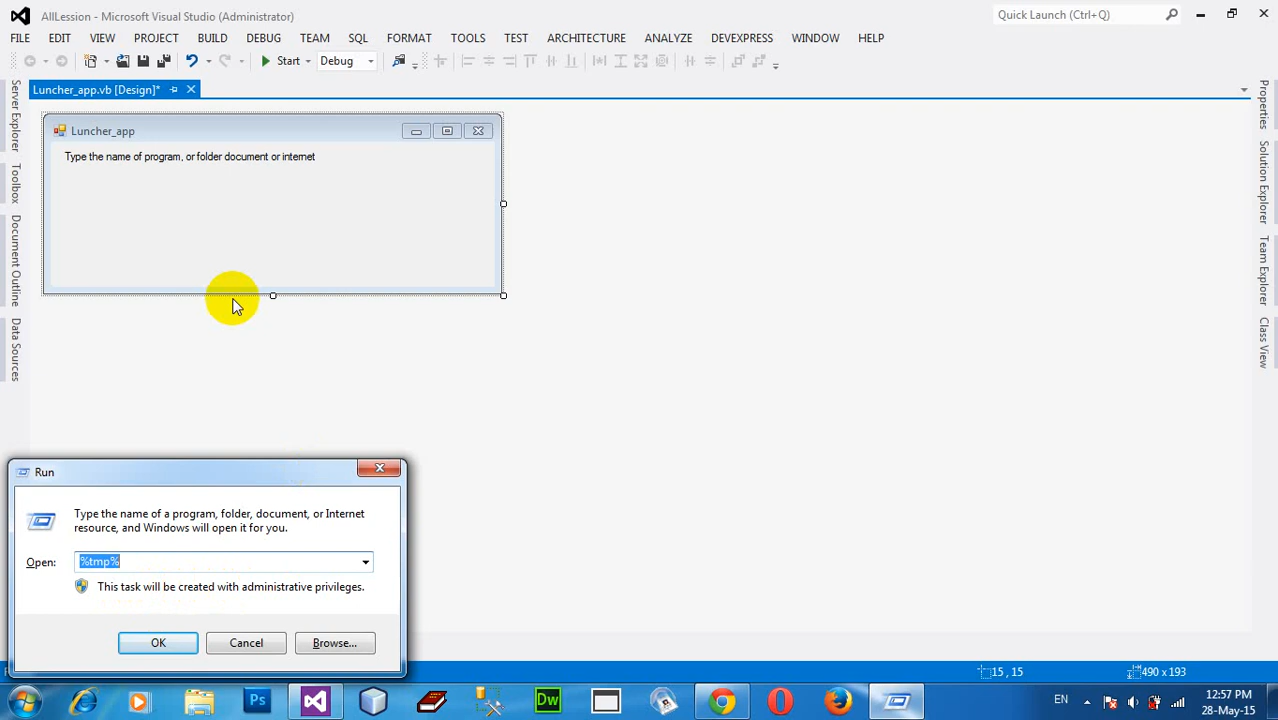 AllLession - Microsoft Visual Studio (Administrator)
Quick Launch (Ctrl+Q)
FILE EDIT VIEW PROJECT BUILD DEBUG TEAM SQL FORMAT TOOLS TEST ARCHITECTURE ANALYZE DEVEXPRESS WINDOW HELP
Start Debug
Luncher_app.vb [Design]*
Server Explorer
Toolbox
Document Outline
Data Sources
Luncher_app
Type the name of program, or folder document or internet
Properties
Solution Explorer
Team Explorer
Class View
Run
Type the name of a program, folder, document, or Internet
resource, and Windows will open it for you.
Open: %tmp%
This task will be created with administrative privileges.
OK Cancel Browse...
15 , 15 490 x 193
Ps Dw EN 12:57 PM
28-May-15